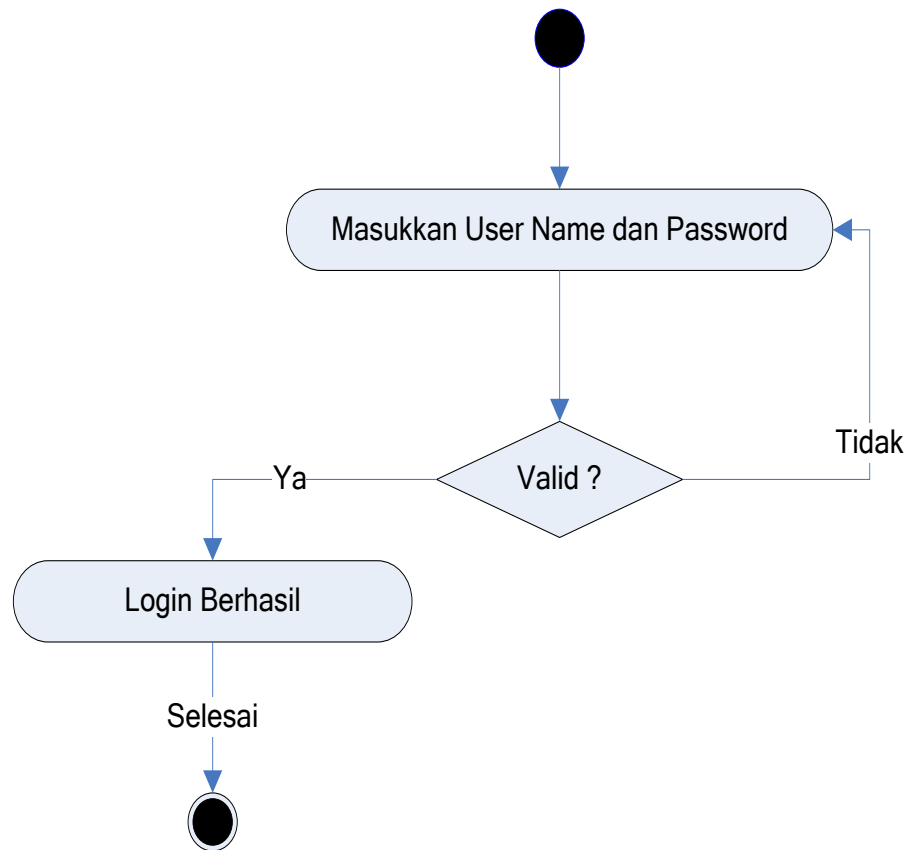 Masukkan User Name dan Password
Valid ?
Tidak
Ya
Login Berhasil
Selesai